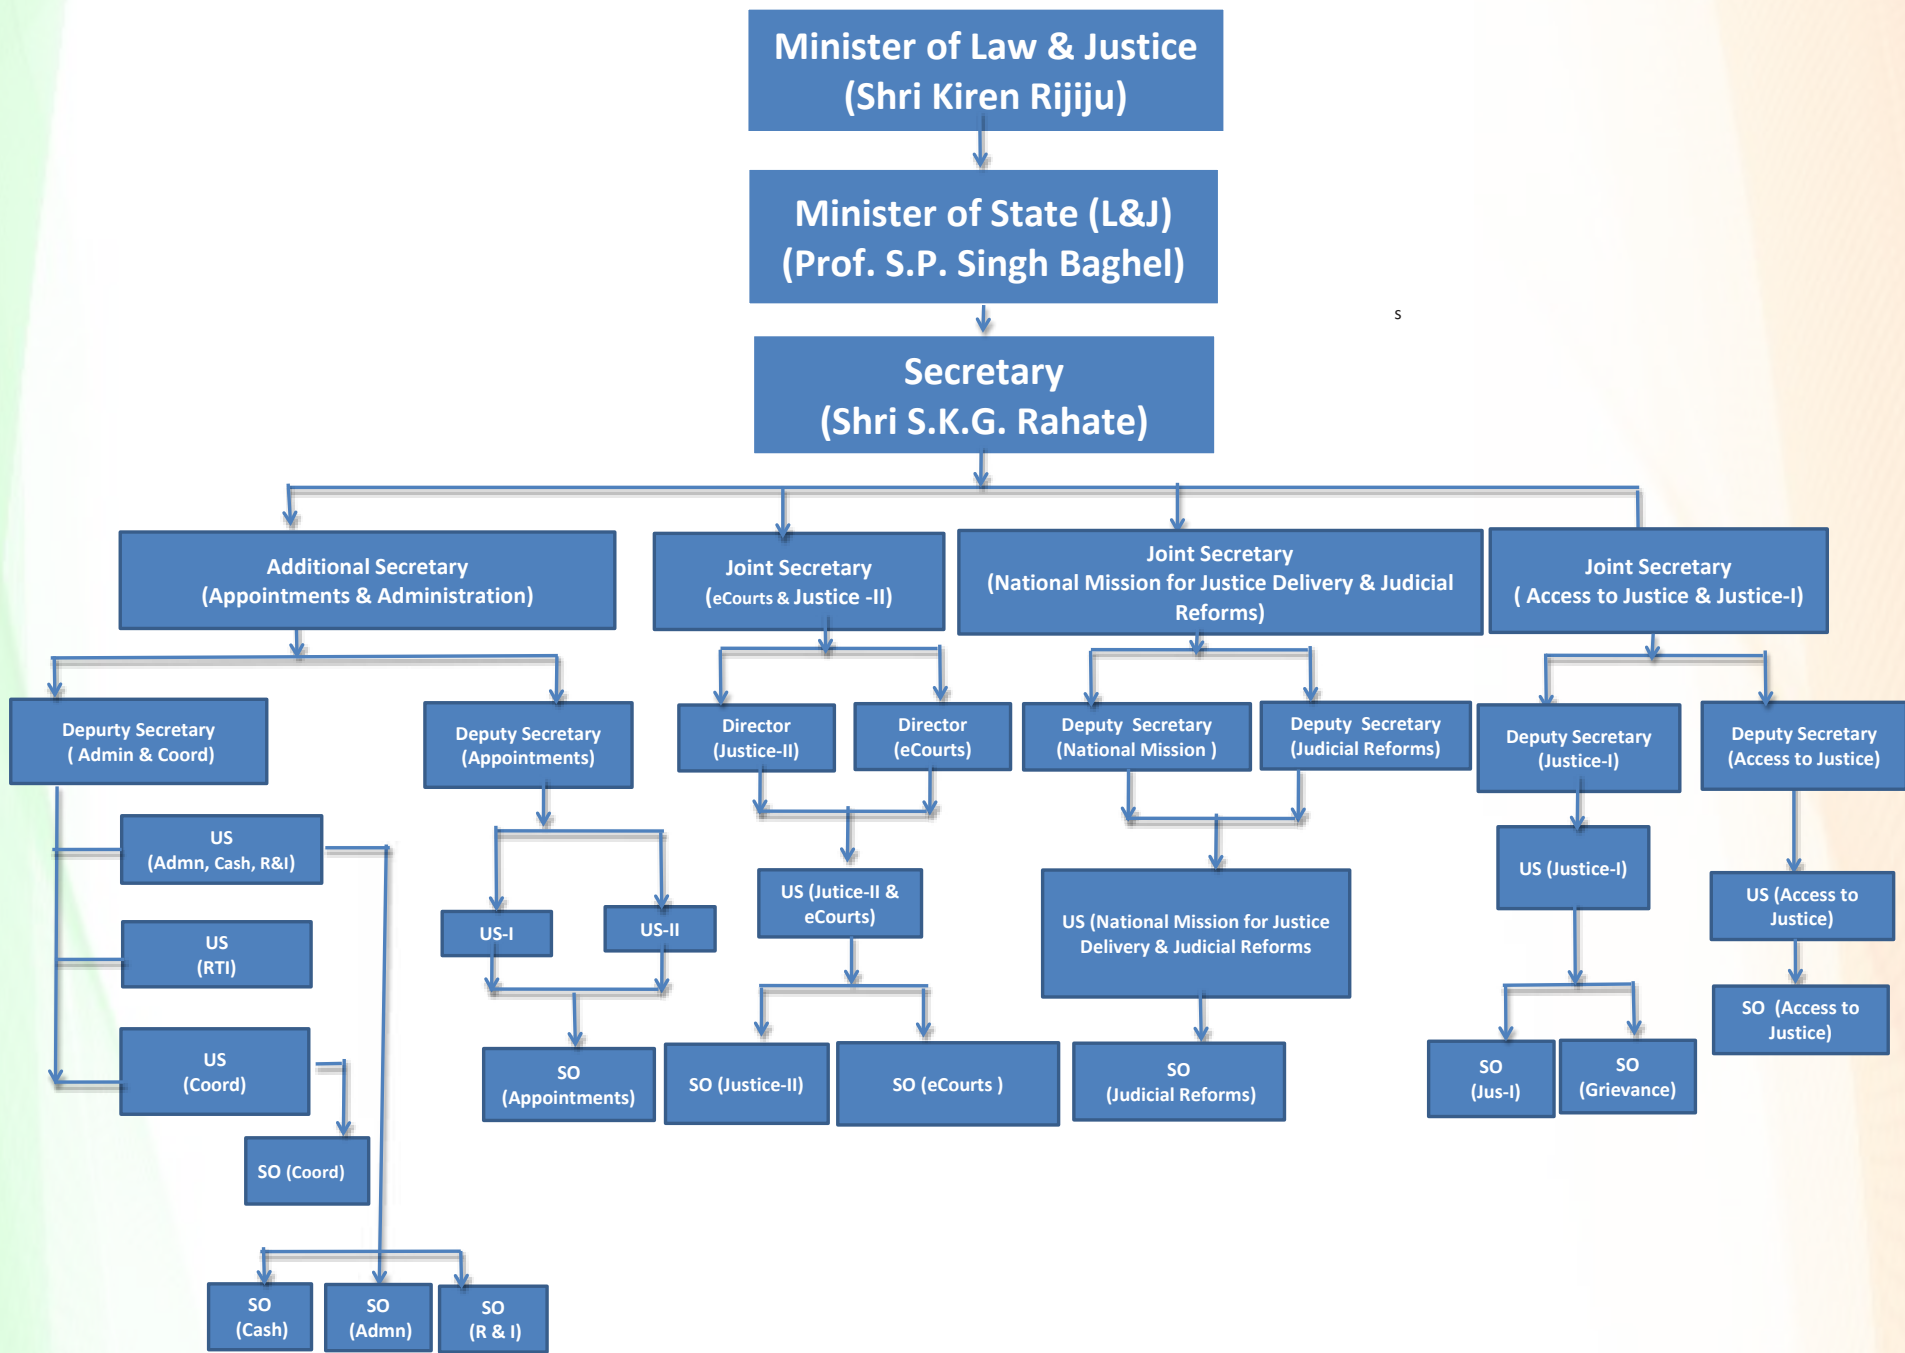 Minister of Law & Justice
(Shri Kiren Rijiju)
Minister of State (L&J)
(Prof. S.P. Singh Baghel)
s
Secretary
(Shri S.K.G. Rahate)
Additional Secretary
(Appointments & Administration)
Joint Secretary
(eCourts & Justice -II)
Joint Secretary
(National Mission for Justice Delivery & Judicial
Reforms)
Joint Secretary
( Access to Justice & Justice-I)
Depurty Secretary
( Admin & Coord)
Deputy Secretary
(Appointments)
Director
(Justice-II)
Director
(eCourts)
Deputy  Secretary
(National Mission )
Deputy  Secretary
(Judicial Reforms)
Deputy Secretary
(Justice-I)
Deputy Secretary
(Access to Justice)
US
(Admn, Cash, R&I)
US
(RTI)
US
(Coord)
US-I
US-II
US (Jutice-II &
eCourts)
US (National Mission for Justice
Delivery & Judicial Reforms
US (Justice-I)
US (Access to
Justice)
SO (Coord)
SO
(Appointments)
SO (Justice-II)
SO (eCourts )
SO
(Judicial Reforms)
SO
(Jus-I)
SO
(Grievance)
SO  (Access to
Justice)
SO
(Cash)
SO
(Admn)
SO
(R & I)